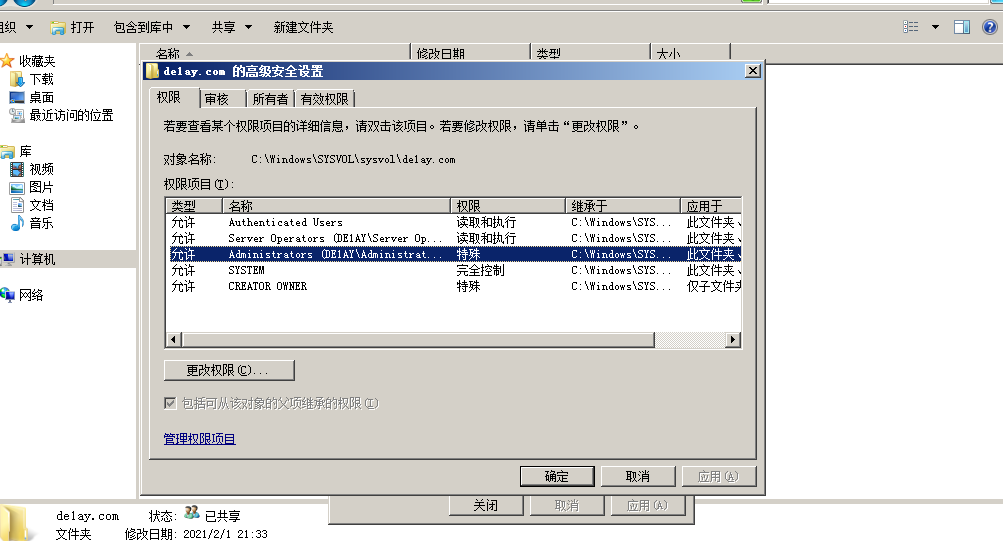 组织 打开 包含到库中 共享 新建文件夹
名称 修改日期 类型 大小
收藏夹
下载
桌面
最近访问的位置
库
视频
图片
文档
音乐
计算机
网络
de1ay.com 的高级安全设置
权限 审核 所有者 有效权限
若要查看某个权限项目的详细信息，请双击该项目。若要修改权限，请单击“更改权限”。
对象名称: C:\Windows\SYSVOL\sysvol\de1ay.com
权限项目(T):
类型 名称 权限 继承于 应用于
允许 Authenticated Users 读取和执行 C:\Windows\SYS... 此文件夹、
允许 Server Operators (DE1AY\Server Op... 读取和执行 C:\Windows\SYS... 此文件夹、
允许 Administrators (DE1AY\Administrat... 特殊 C:\Windows\SYS... 此文件夹、
允许 SYSTEM 完全控制 C:\Windows\SYS... 此文件夹、
允许 CREATOR OWNER 特殊 C:\Windows\SYS... 仅子文件夹
更改权限(C)...
包括可从该对象的父项继承的权限(I)
管理权限项目
确定 取消 应用(A)
关闭 取消 应用(A)
de1ay.com 状态: 已共享
文件夹 修改日期: 2021/2/1 21:33